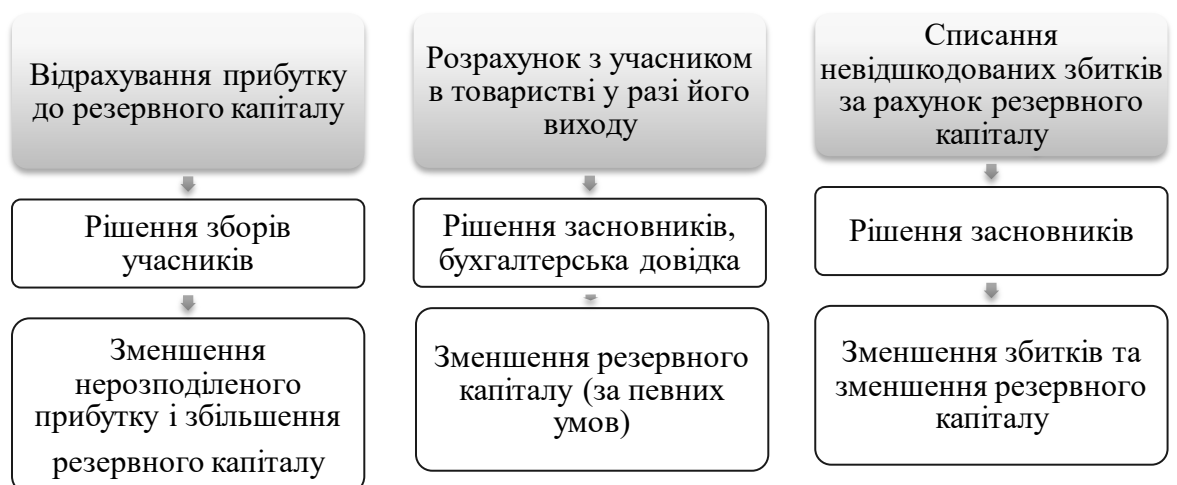 Відрахування прибутку
до резервного капіталу
Рішення зборів
учасників
Зменшення
нерозподіленого
прибутку і збільшення
резервного капіталу
Розрахунок з учасником
в товаристві у разі його
виходу
Рішення засновників,
бухгалтерська довідка
Зменшення резервного
капіталу (за певних
умов)
Списання
невідшкодованих збитків
за рахунок резервного
капіталу
Рішення засновників
Зменшення збитків та
зменшення резервного
капіталу